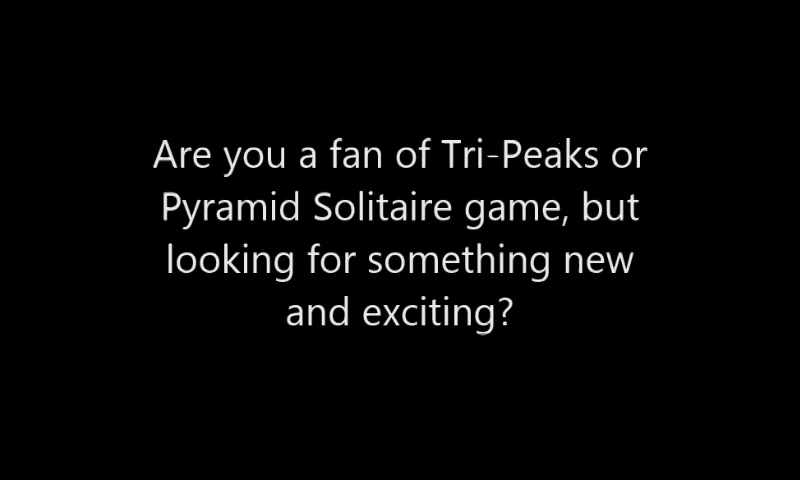 Are you a fan of Tri-Peaks or
Pyramid Solitaire game, but
looking for something new
and exciting?